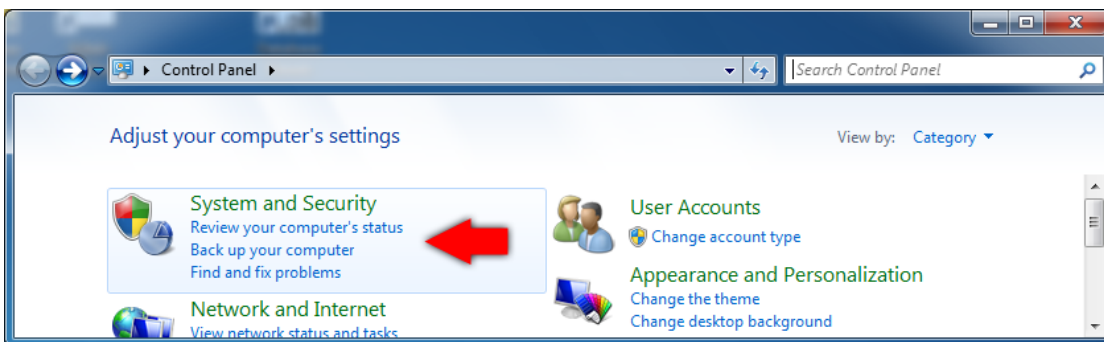 Control Panel
Search Control Panel
Adjust your computer's settings
View by: Category
System and Security
Review your computer's status
Back up your computer
Find and fix problems
Network and Internet
View network status and tasks
User Accounts
Change account type
Appearance and Personalization
Change the theme
Change desktop background